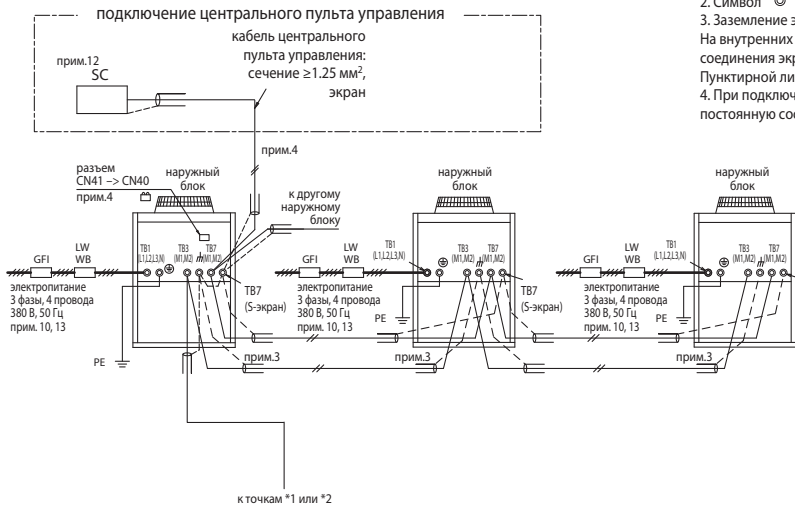 подключение центрального пульта управления
2. Символ
3. Заземление э
На внутренних
соединения экр
Пунктирной ли
4. При подключ
постоянную сос
кабель центрального
пульта управления:
сечение ≥1.25 мм²,
экран
прим.12
SC
прим.4
разъем
CN41 –> CN40
прим.4
наружный
блок
к другому
наружному
блоку
наружный
блок
наружный
блок
GFI
LW
WB
TB1
(L1,L2,L3,N)
TB3
(M1,M2)
TB7
(M1,M2)
TB7
(S-экран)
электропитание
3 фазы, 4 провода
380 В, 50 Гц
прим. 10, 13
PE
GFI
LW
WB
TB1
(L1,L2,L3,N)
TB3
(M1,M2)
TB7
(M1,M2)
TB7
(S-экран)
электропитание
3 фазы, 4 провода
380 В, 50 Гц
прим. 10, 13
PE
GFI
LW
WB
TB1
(L1,L2,L3,N)
TB3
(M1,M2)
TB7
(M1,M2)
электропитание
3 фазы, 4 провода
380 В, 50 Гц
прим. 10, 13
PE
прим.3
прим.3
прим.3
к точкам *1 или *2